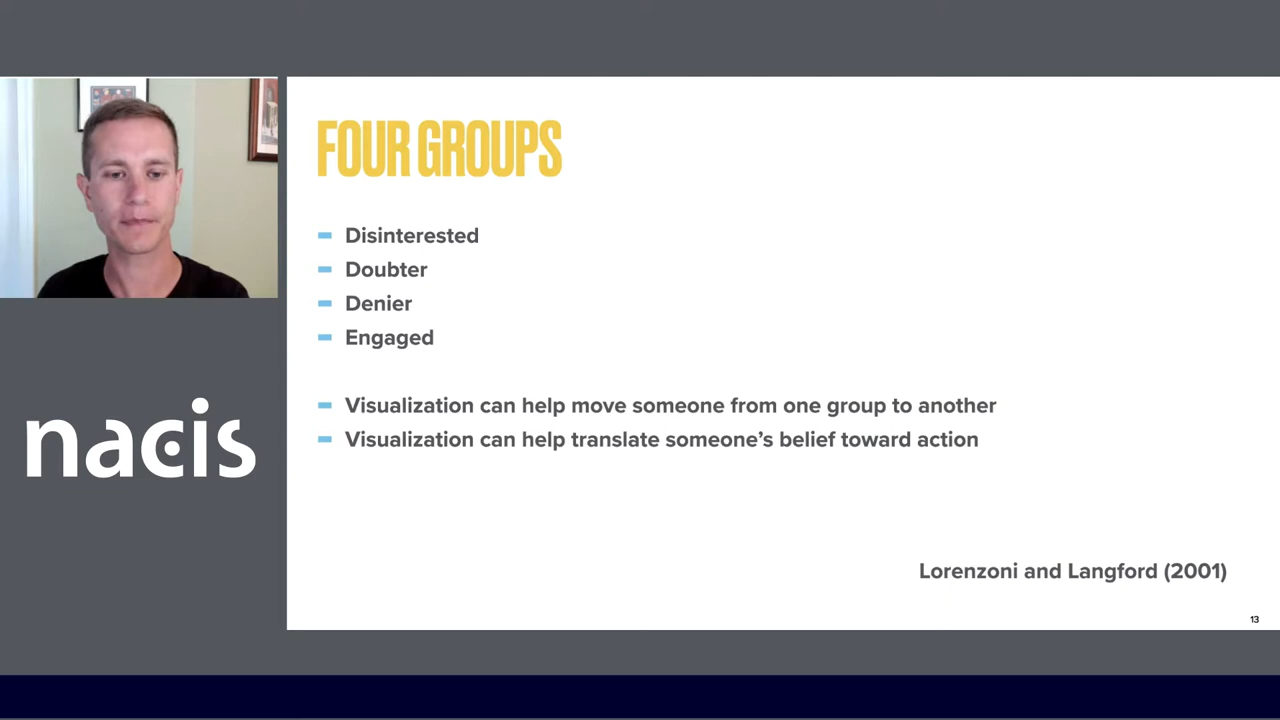 FOUR GROUPS
Disinterested
Doubter
Denier
Engaged
Visualization can help move someone from one group to another
Visualization can help translate someone’s belief toward action
nacis
Lorenzoni and Langford (2001)
13